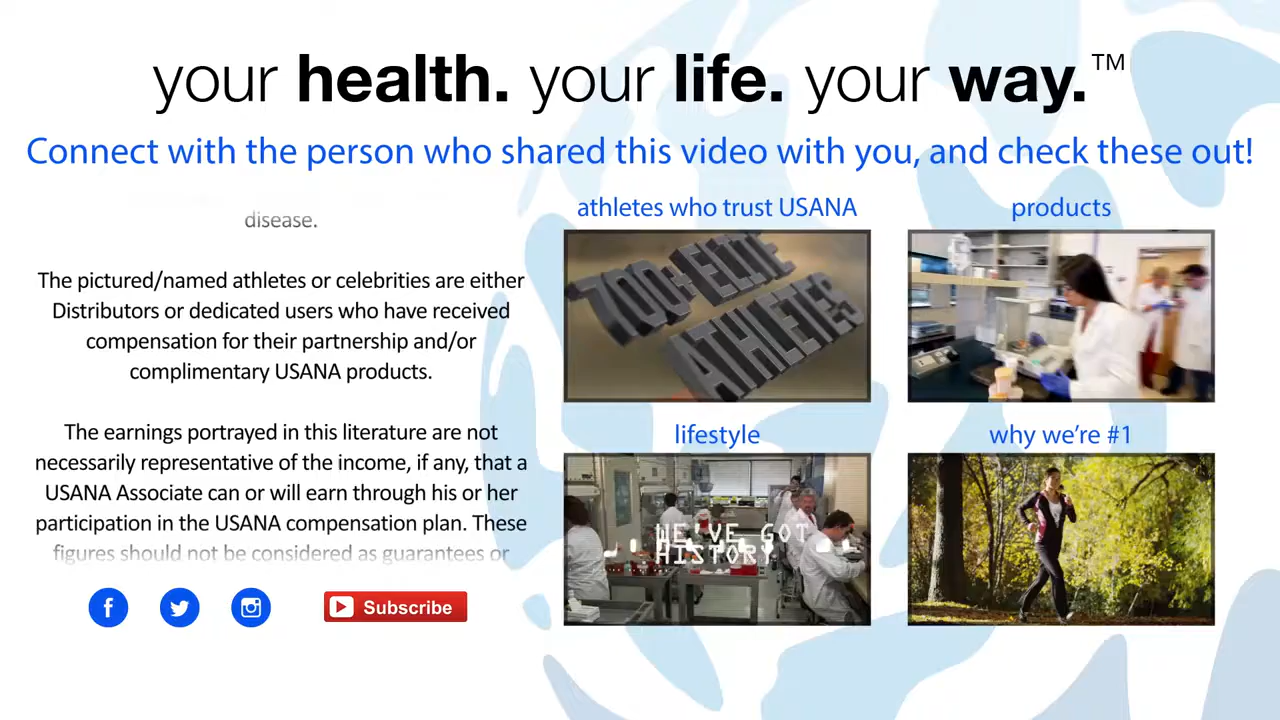 your health. your life. your way.™
Connect with the person who shared this video with you, and check these out!
disease.
The pictured/named athletes or celebrities are either
Distributors or dedicated users who have received
compensation for their partnership and/or
complimentary USANA products.
The earnings portrayed in this literature are not
necessarily representative of the income, if any, that a
USANA Associate can or will earn through his or her
participation in the USANA compensation plan. These
figures should not be considered as guarantees or
Subscribe
athletes who trust USANA
700+ ELITE
ATHLETES
products
lifestyle
WE'VE GOT
HISTORY
why we're #1